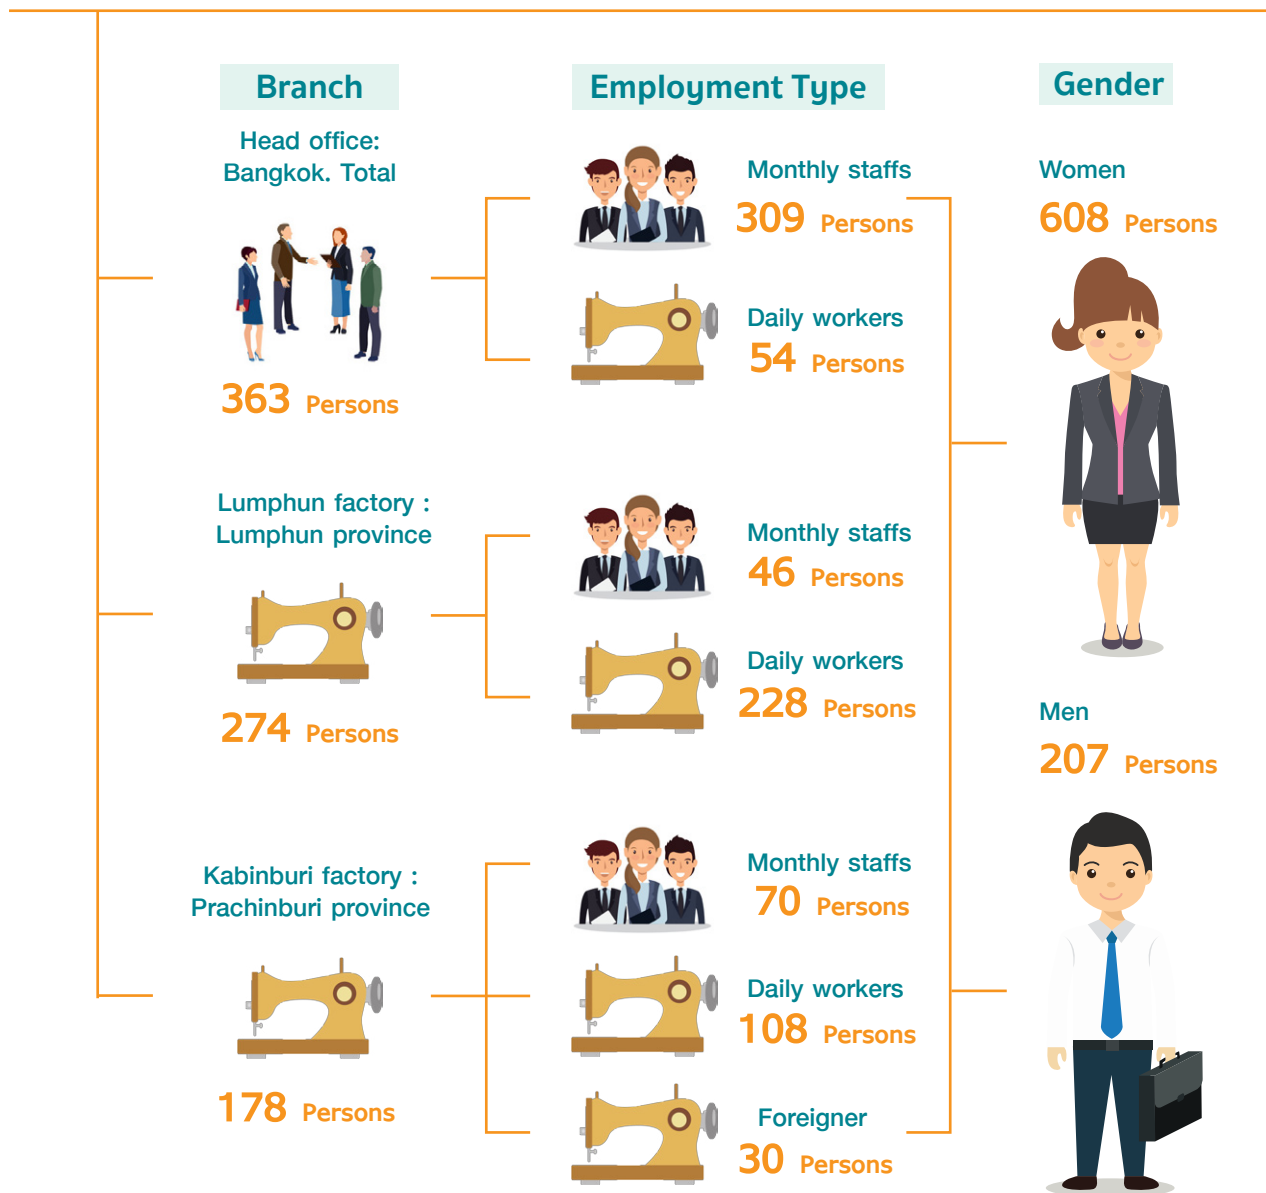 Branch
Head office:
Bangkok. Total
363 Persons
Lumphun factory :
Lumphun province
274 Persons
Kabinburi factory :
Prachinburi province
178 Persons
Employment Type
Monthly staffs
309 Persons
Daily workers
54 Persons
Monthly staffs
46 Persons
Daily workers
228 Persons
Monthly staffs
70 Persons
Daily workers
108 Persons
Foreigner
30 Persons
Gender
Women
608 Persons
Men
207 Persons